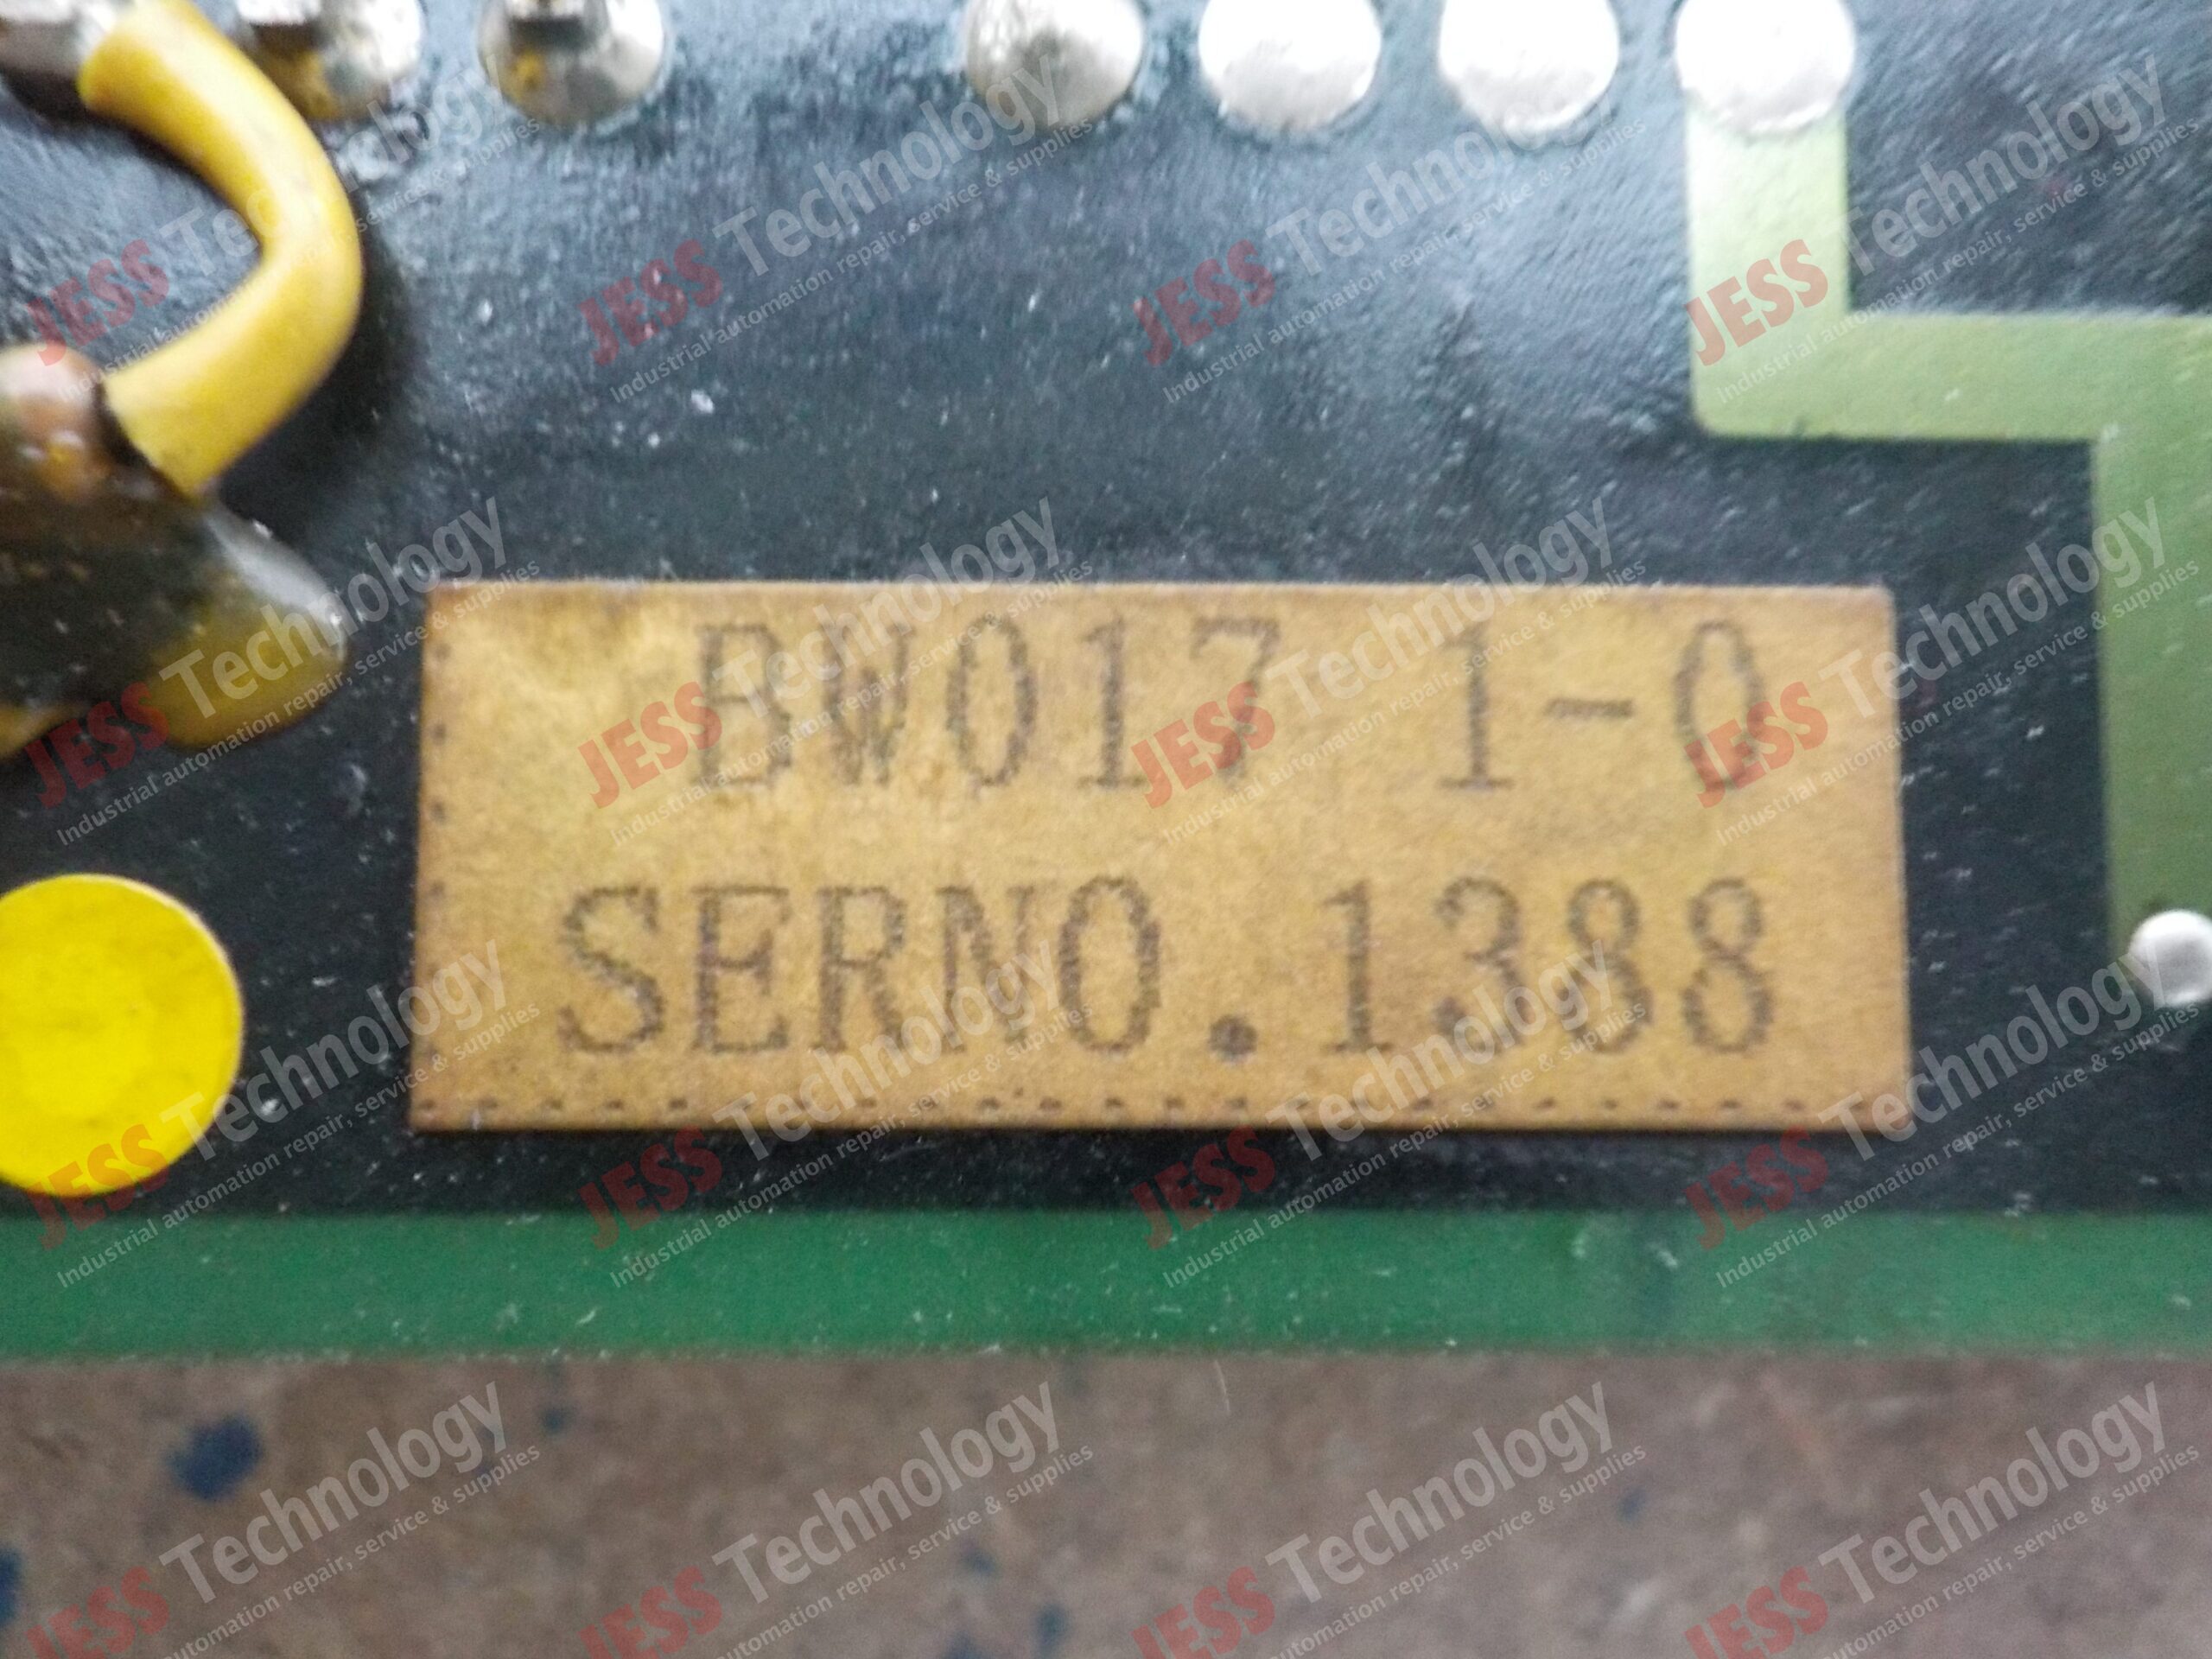 BW017 1-0
SERNO.1388
JESS Technology
Industrial automation repair, service & supplies